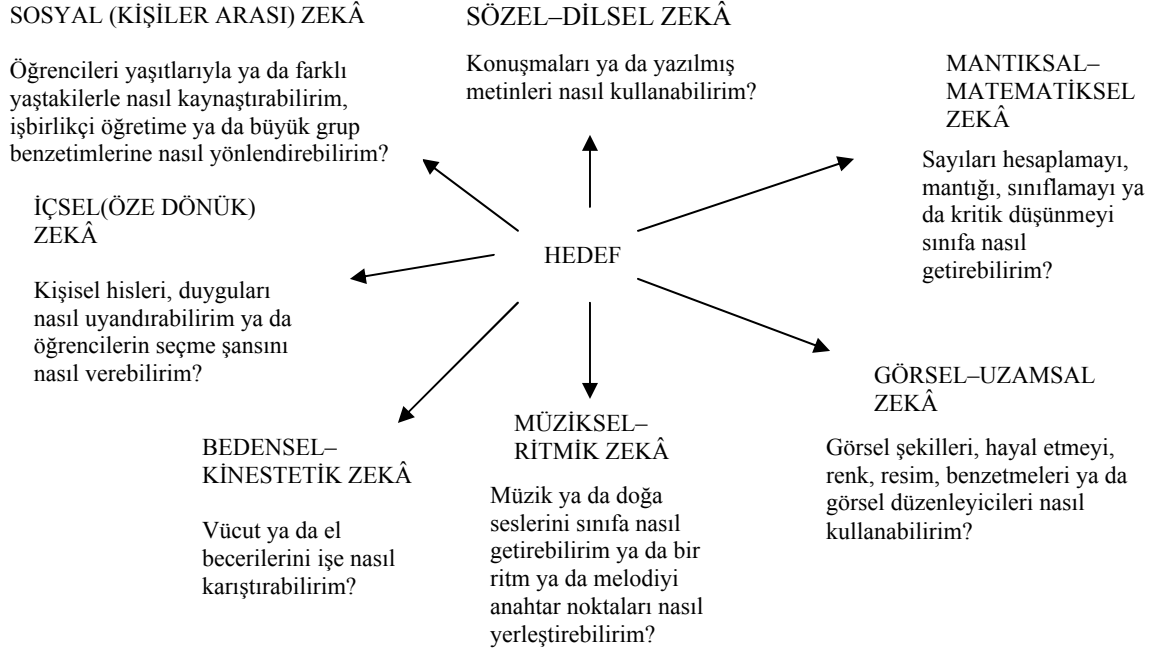 SOSYAL (KİŞİLER ARASI) ZEKÂ
Öğrencileri yaşıtlarıyla ya da farklı
yaştakilerle nasıl kaynaştırabilirim,
işbirlikçi öğretime ya da büyük grup
benzetimlerine nasıl yönlendirebilirim?
SÖZEL–DİLSEL ZEKÂ
Konuşmaları ya da yazılmış
metinleri nasıl kullanabilirim?
MANTIKSAL–
MATEMATİKSEL
ZEKÂ
Sayıları hesaplamayı,
mantığı, sınıflamayı ya
da kritik düşünmeyi
sınıfa nasıl
getirebilirim?
İÇSEL(ÖZE DÖNÜK)
ZEKÂ
Kişisel hisleri, duyguları
nasıl uyandırabilirim ya da
öğrencilerin seçme şansını
nasıl verebilirim?
HEDEF
GÖRSEL–UZAMSAL
ZEKÂ
Görsel şekilleri, hayal etmeyi,
renk, resim, benzetmeleri ya da
görsel düzenleyicileri nasıl
kullanabilirim?
BEDENSEL–
KİNESTETİK ZEKÂ
Vücut ya da el
becerilerini işe nasıl
karıştırabilirim?
MÜZİKSEL–
RİTMİK ZEKÂ
Müzik ya da doğa
seslerini sınıfa nasıl
getirebilirim ya da bir
ritm ya da melodiyi
anahtar noktaları nasıl
yerleştirebilirim?